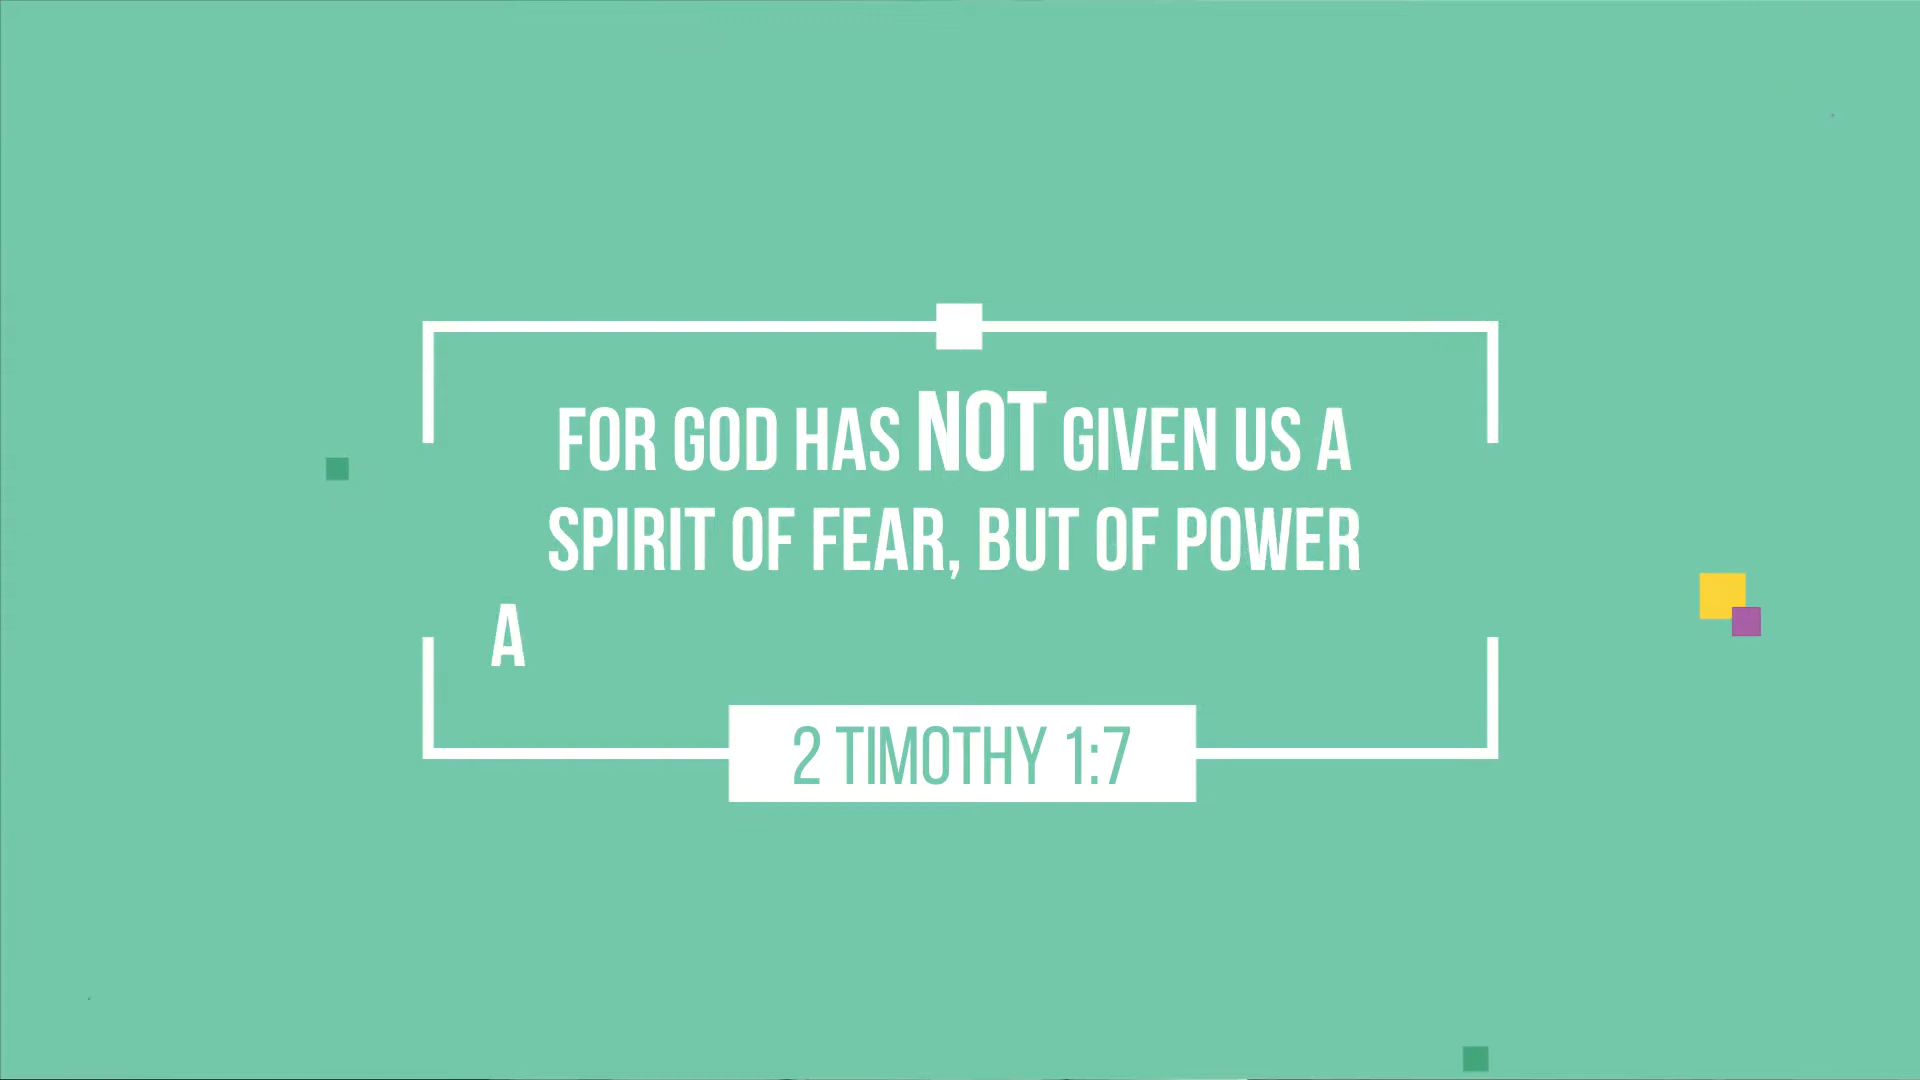 FOR GOD HAS NOT GIVEN US A
SPIRIT OF FEAR, BUT OF POWER
A
2 TIMOTHY 1:7